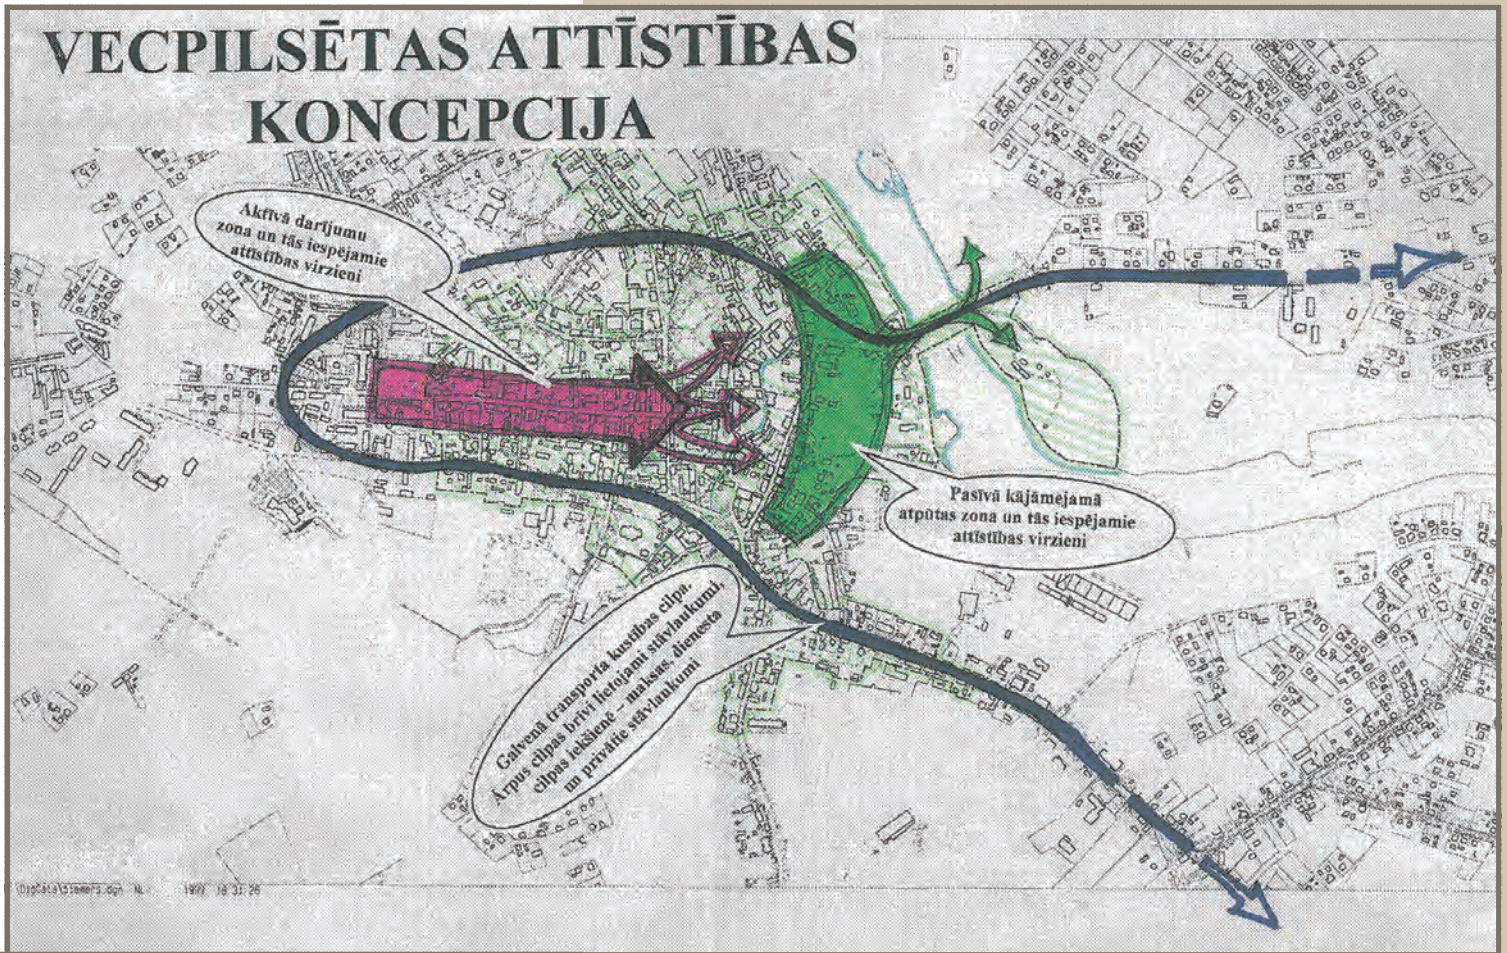 VECPILSĒTAS ATTĪSTĪBAS
KONCEPCIJA
Aktīvā darījumu
zona un tās iespējamie
attīstības virzieni
Pasīvā kājāmejamā
atpūtas zona un tās iespējamie
attīstības virzieni
Galvenā transporta kustības cilpa,
Ārpus cilpas brīvi lietojami stāvlaukumi,
cilpas iekšienē – maksas, dienesta
un privātie stāvlaukumi
NL